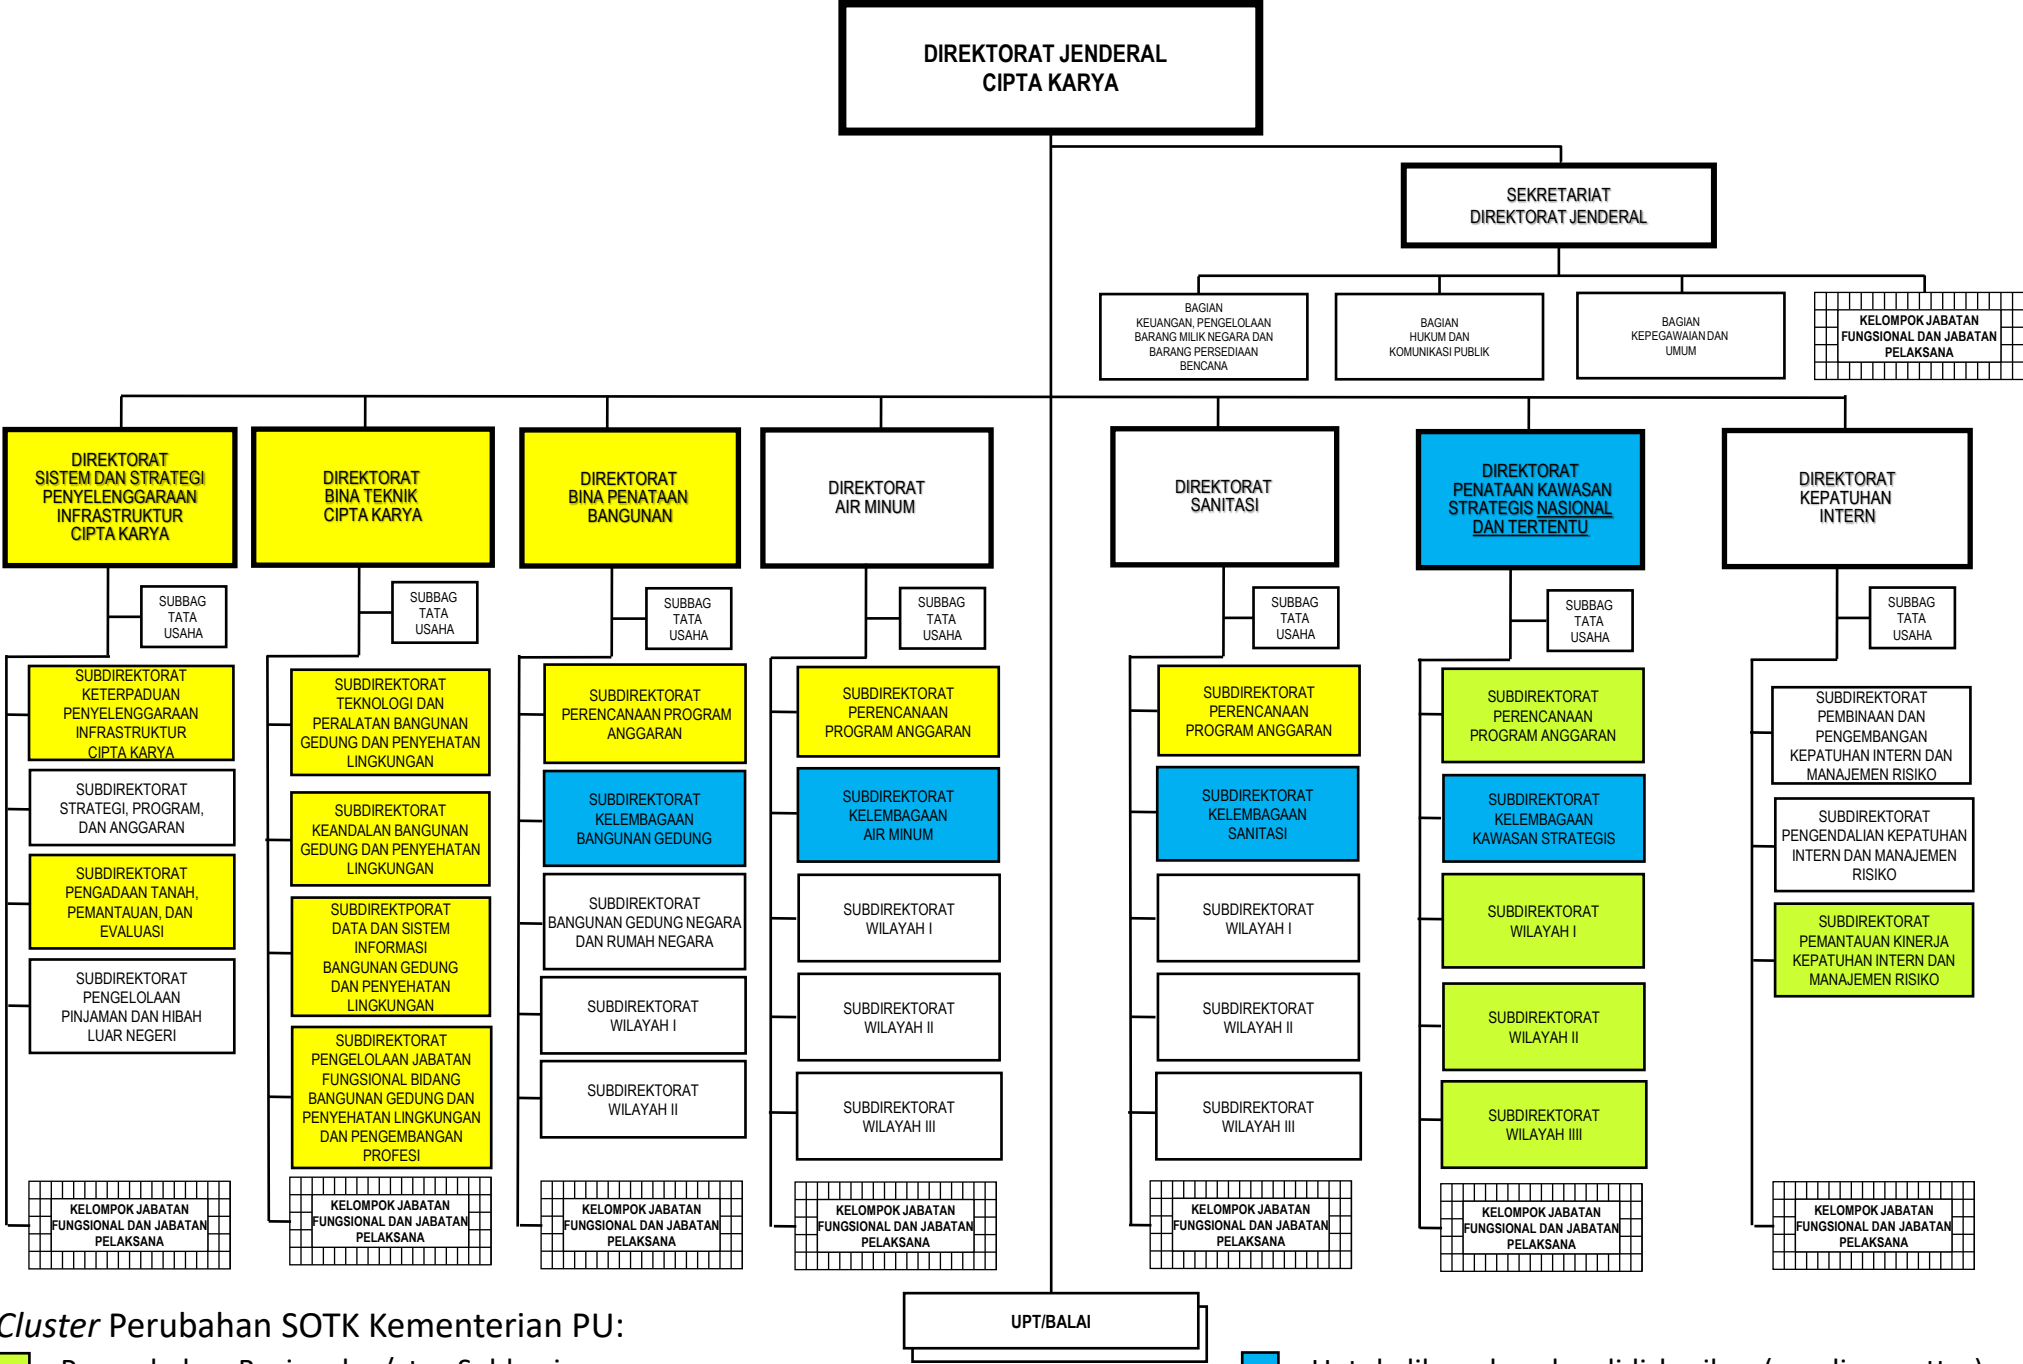 DIREKTORAT JENDERAL
CIPTA KARYA
SEKRETARIAT
DIREKTORAT JENDERAL
BAGIAN
KEUANGAN, PENGELOLAAN
BARANG MILIK NEGARA DAN
BARANG PERSEDIAAN
BENCANA
BAGIAN
HUKUM DAN
KOMUNIKASI PUBLIK
BAGIAN
KEPEGAWAIAN DAN
UMUM
KELOMPOK JABATAN
FUNGSIONAL DAN JABATAN
PELAKSANA
DIREKTORAT
SISTEM DAN STRATEGI
PENYELENGGARAAN
INFRASTRUKTUR
CIPTA KARYA
SUBBAG
TATA
USAHA
SUBDIREKTORAT
KETERPADUAN
PENYELENGGARAAN
INFRASTRUKTUR
CIPTA KARYA
SUBDIREKTORAT
STRATEGI, PROGRAM,
DAN ANGGARAN
SUBDIREKTORAT
PENGADAAN TANAH,
PEMANTAUAN, DAN
EVALUASI
SUBDIREKTORAT
PENGELOLAAN
PINJAMAN DAN HIBAH
LUAR NEGERI
KELOMPOK JABATAN
FUNGSIONAL DAN JABATAN
PELAKSANA
DIREKTORAT
BINA TEKNIK
CIPTA KARYA
SUBBAG
TATA
USAHA
SUBDIREKTORAT
TEKNOLOGI DAN
PERALATAN BANGUNAN
GEDUNG DAN PENYEHATAN
LINGKUNGAN
SUBDIREKTORAT
KEANDALAN BANGUNAN
GEDUNG DAN PENYEHATAN
LINGKUNGAN
SUBDIREKTPORAT
DATA DAN SISTEM
INFORMASI
BANGUNAN GEDUNG
DAN PENYEHATAN
LINGKUNGAN
SUBDIREKTORAT
PENGELOLAAN JABATAN
FUNGSIONAL BIDANG
BANGUNAN GEDUNG DAN
PENYEHATAN LINGKUNGAN
DAN PENGEMBANGAN
PROFESI
KELOMPOK JABATAN
FUNGSIONAL DAN JABATAN
PELAKSANA
DIREKTORAT
BINA PENATAAN
BANGUNAN
SUBBAG
TATA
USAHA
SUBDIREKTORAT
PERENCANAAN PROGRAM
ANGGARAN
SUBDIREKTORAT
KELEMBAGAAN
BANGUNAN GEDUNG
SUBDIREKTORAT
BANGUNAN GEDUNG NEGARA
DAN RUMAH NEGARA
SUBDIREKTORAT
WILAYAH I
SUBDIREKTORAT
WILAYAH II
KELOMPOK JABATAN
FUNGSIONAL DAN JABATAN
PELAKSANA
DIREKTORAT
AIR MINUM
SUBBAG
TATA
USAHA
SUBDIREKTORAT
PERENCANAAN
PROGRAM ANGGARAN
SUBDIREKTORAT
KELEMBAGAAN
AIR MINUM
SUBDIREKTORAT
WILAYAH I
SUBDIREKTORAT
WILAYAH II
SUBDIREKTORAT
WILAYAH III
KELOMPOK JABATAN
FUNGSIONAL DAN JABATAN
PELAKSANA
DIREKTORAT
SANITASI
SUBBAG
TATA
USAHA
SUBDIREKTORAT
PERENCANAAN
PROGRAM ANGGARAN
SUBDIREKTORAT
KELEMBAGAAN
SANITASI
SUBDIREKTORAT
WILAYAH I
SUBDIREKTORAT
WILAYAH II
SUBDIREKTORAT
WILAYAH III
KELOMPOK JABATAN
FUNGSIONAL DAN JABATAN
PELAKSANA
DIREKTORAT
PENATAAN KAWASAN
STRATEGIS NASIONAL
DAN TERTENTU
SUBBAG
TATA
USAHA
SUBDIREKTORAT
PERENCANAAN
PROGRAM ANGGARAN
SUBDIREKTORAT
KELEMBAGAAN
KAWASAN STRATEGIS
SUBDIREKTORAT
WILAYAH I
SUBDIREKTORAT
WILAYAH II
SUBDIREKTORAT
WILAYAH IIII
KELOMPOK JABATAN
FUNGSIONAL DAN JABATAN
PELAKSANA
DIREKTORAT
KEPATUHAN
INTERN
SUBBAG
TATA
USAHA
SUBDIREKTORAT
PEMBINAAN DAN
PENGEMBANGAN
KEPATUHAN INTERN DAN
MANAJEMEN RISIKO
SUBDIREKTORAT
PENGENDALIAN KEPATUHAN
INTERN DAN MANAJEMEN
RISIKO
SUBDIREKTORAT
PEMANTAUAN KINERJA
KEPATUHAN INTERN DAN
MANAJEMEN RISIKO
KELOMPOK JABATAN
FUNGSIONAL DAN JABATAN
PELAKSANA
UPT/BALAI
Cluster Perubahan SOTK Kementerian PU: